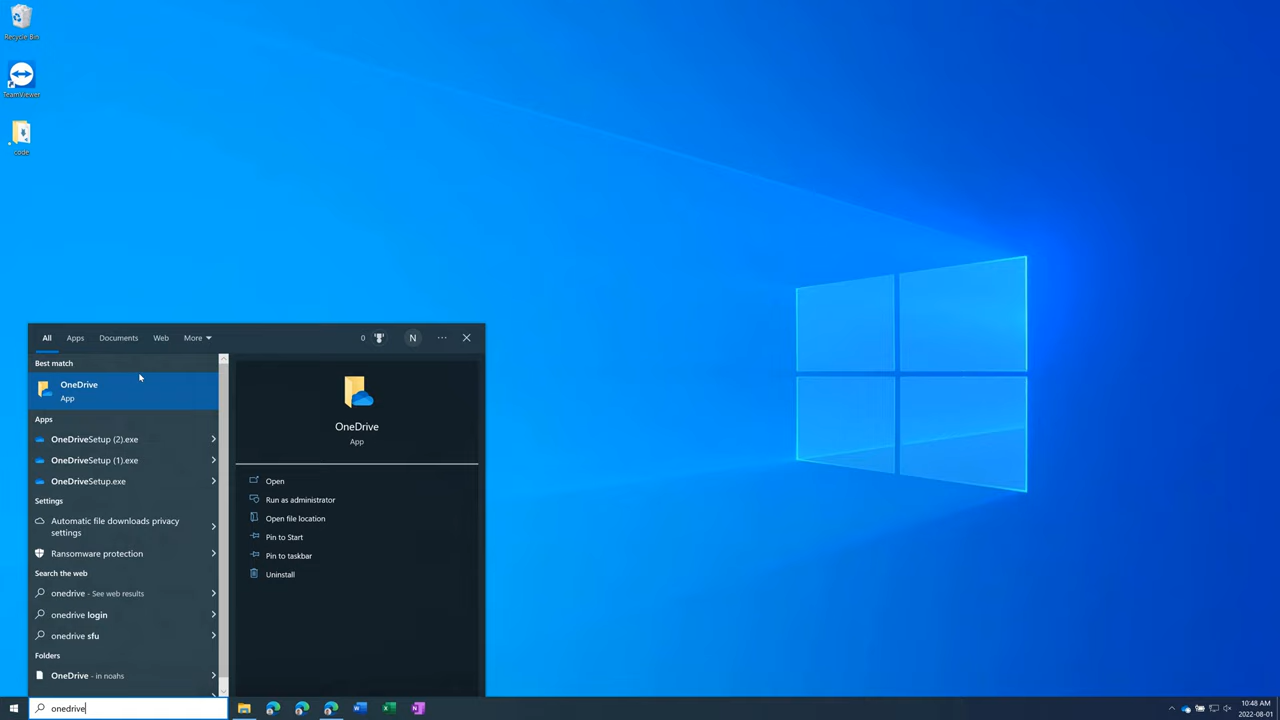 Recycle Bin
TeamViewer
code
All
Apps
Documents
Web
More
0
N
Best match
OneDrive
App
Apps
OneDriveSetup (2).exe
OneDriveSetup (1).exe
OneDriveSetup.exe
Settings
Automatic file downloads privacy
settings
Ransomware protection
Search the web
onedrive - See web results
onedrive login
onedrive sfu
Folders
OneDrive - in noahs
onedrive
OneDrive
App
Open
Run as administrator
Open file location
Pin to Start
Pin to taskbar
Uninstall
10:48 AM
2022-08-01